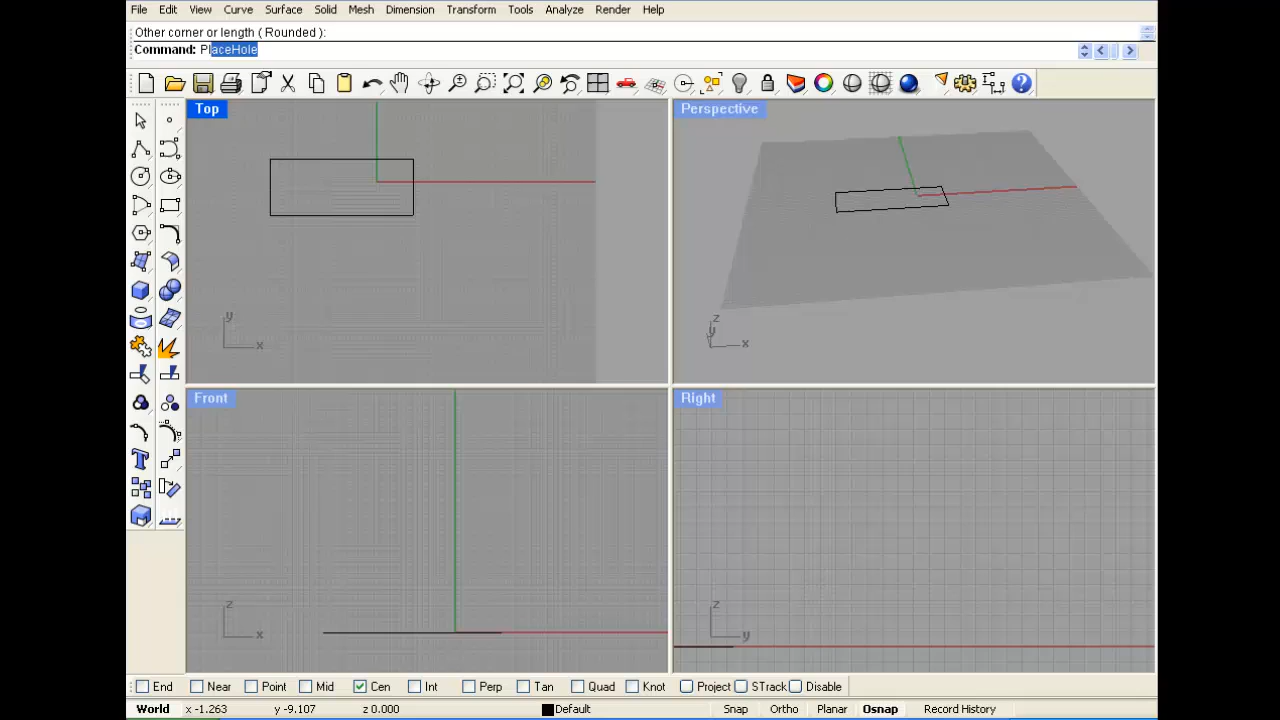 File Edit View Curve Surface Solid Mesh Dimension Transform Tools Analyze Render Help
Other corner or length ( Rounded ):
Command: PlaceHole
Top
Perspective
y
x
z
y
x
Front
Right
z
x
z
y
End Near Point Mid Cen Int Perp Tan Quad Knot Project STrack Disable
World x -1.263 y -9.107 z 0.000 Default Snap Ortho Planar Osnap Record History